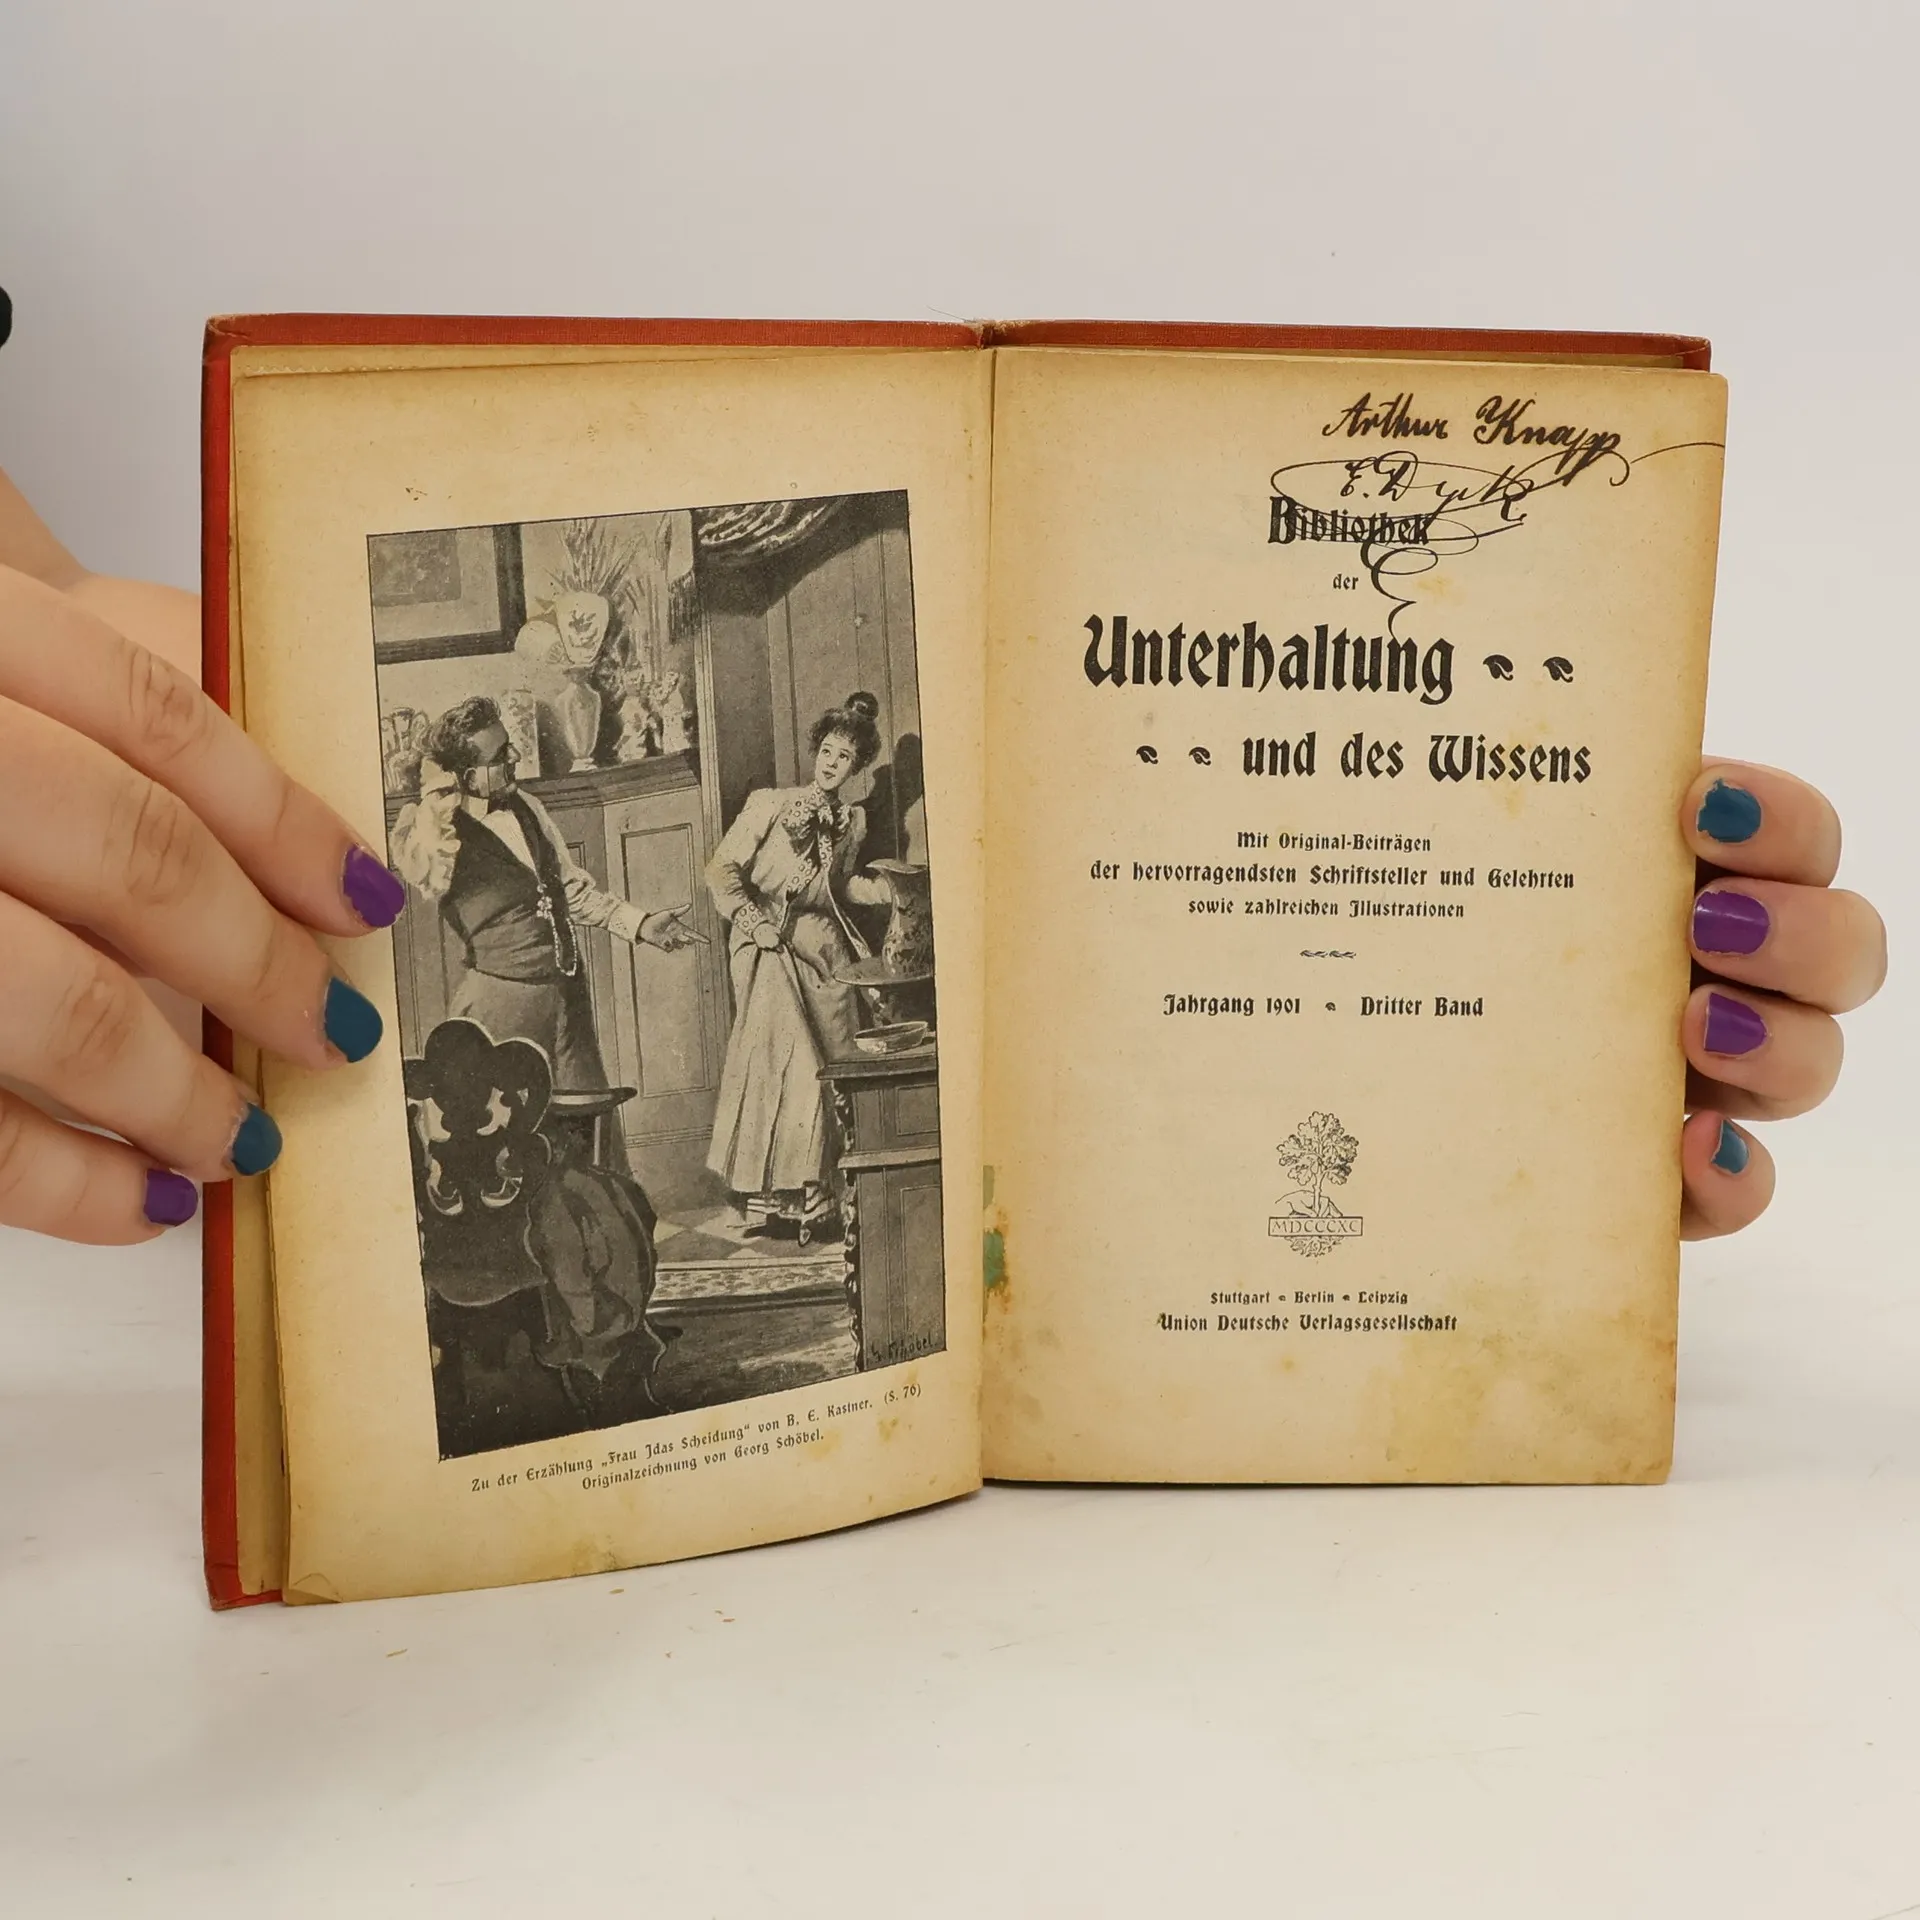 G. Schöbel.
Zu der Erzählung „Frau Idas Scheidung“ von B. E. Kastner. (S. 76)
Originalzeichnung von Georg Schöbel.
Arthur Knapp
Bibliothek
der
Unterhaltung
und des Wissens
Mit Original-Beiträgen
der hervorragendsten Schriftsteller und Gelehrten
sowie zahlreichen Illustrationen
Jahrgang 1901 Dritter Band
MDCCCXC
Stuttgart Berlin Leipzig
Union Deutsche Verlagsgesellschaft